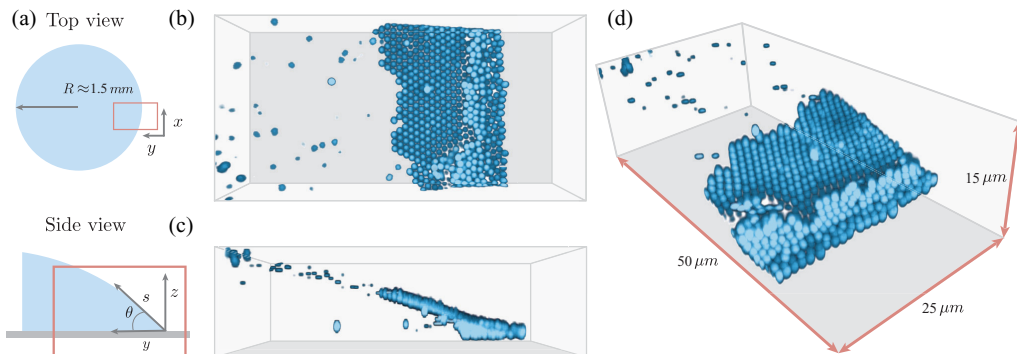 (a) Top view
R ≈ 1.5 mm
x
y
Side view
s
z
θ
y
(b)
(c)
(d)
15 μm
50 μm
25 μm